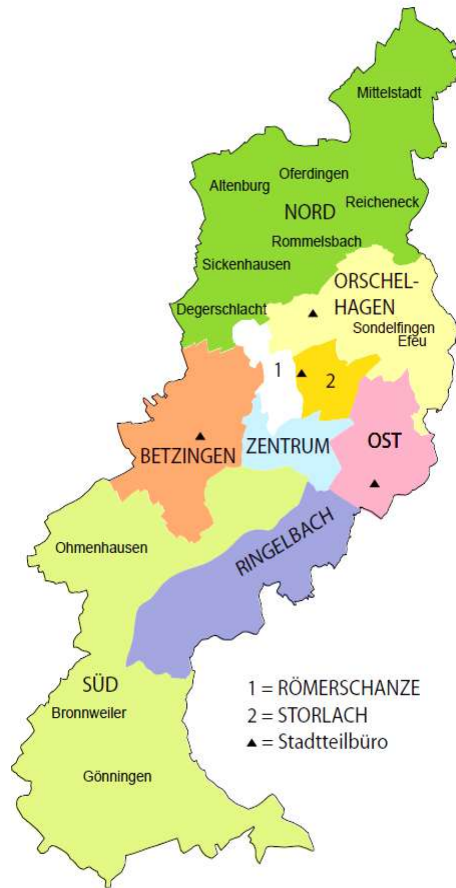 Mittelstadt
Oferdingen
Altenburg
Reicheneck
NORD
Rommelsbach
Sickenhausen
ORSCHEL-
HAGEN
Degerschlacht
Sondelfingen
Efeu
1
2
OST
BETZINGEN
ZENTRUM
RINGELBACH
Ohmenhausen
SÜD
Bronnweiler
Gönningen
1 = RÖMERSCHANZE
2 = STORLACH
▲ = Stadtteilbüro